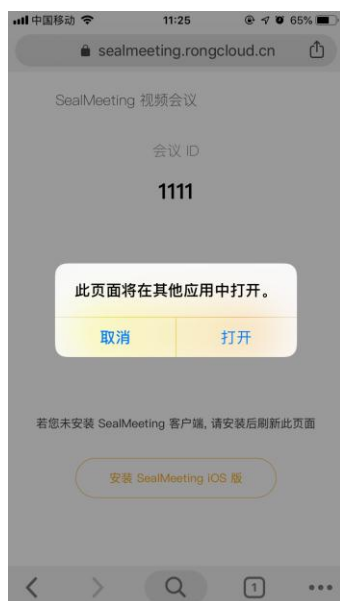 中国移动 11:25 65%
sealmeeting.rongcloud.cn
SealMeeting 视频会议
会议 ID
1111
此页面将在其他应用中打开。
取消 打开
若您未安装 SealMeeting 客户端, 请安装后刷新此页面
安装 SealMeeting iOS 版
1